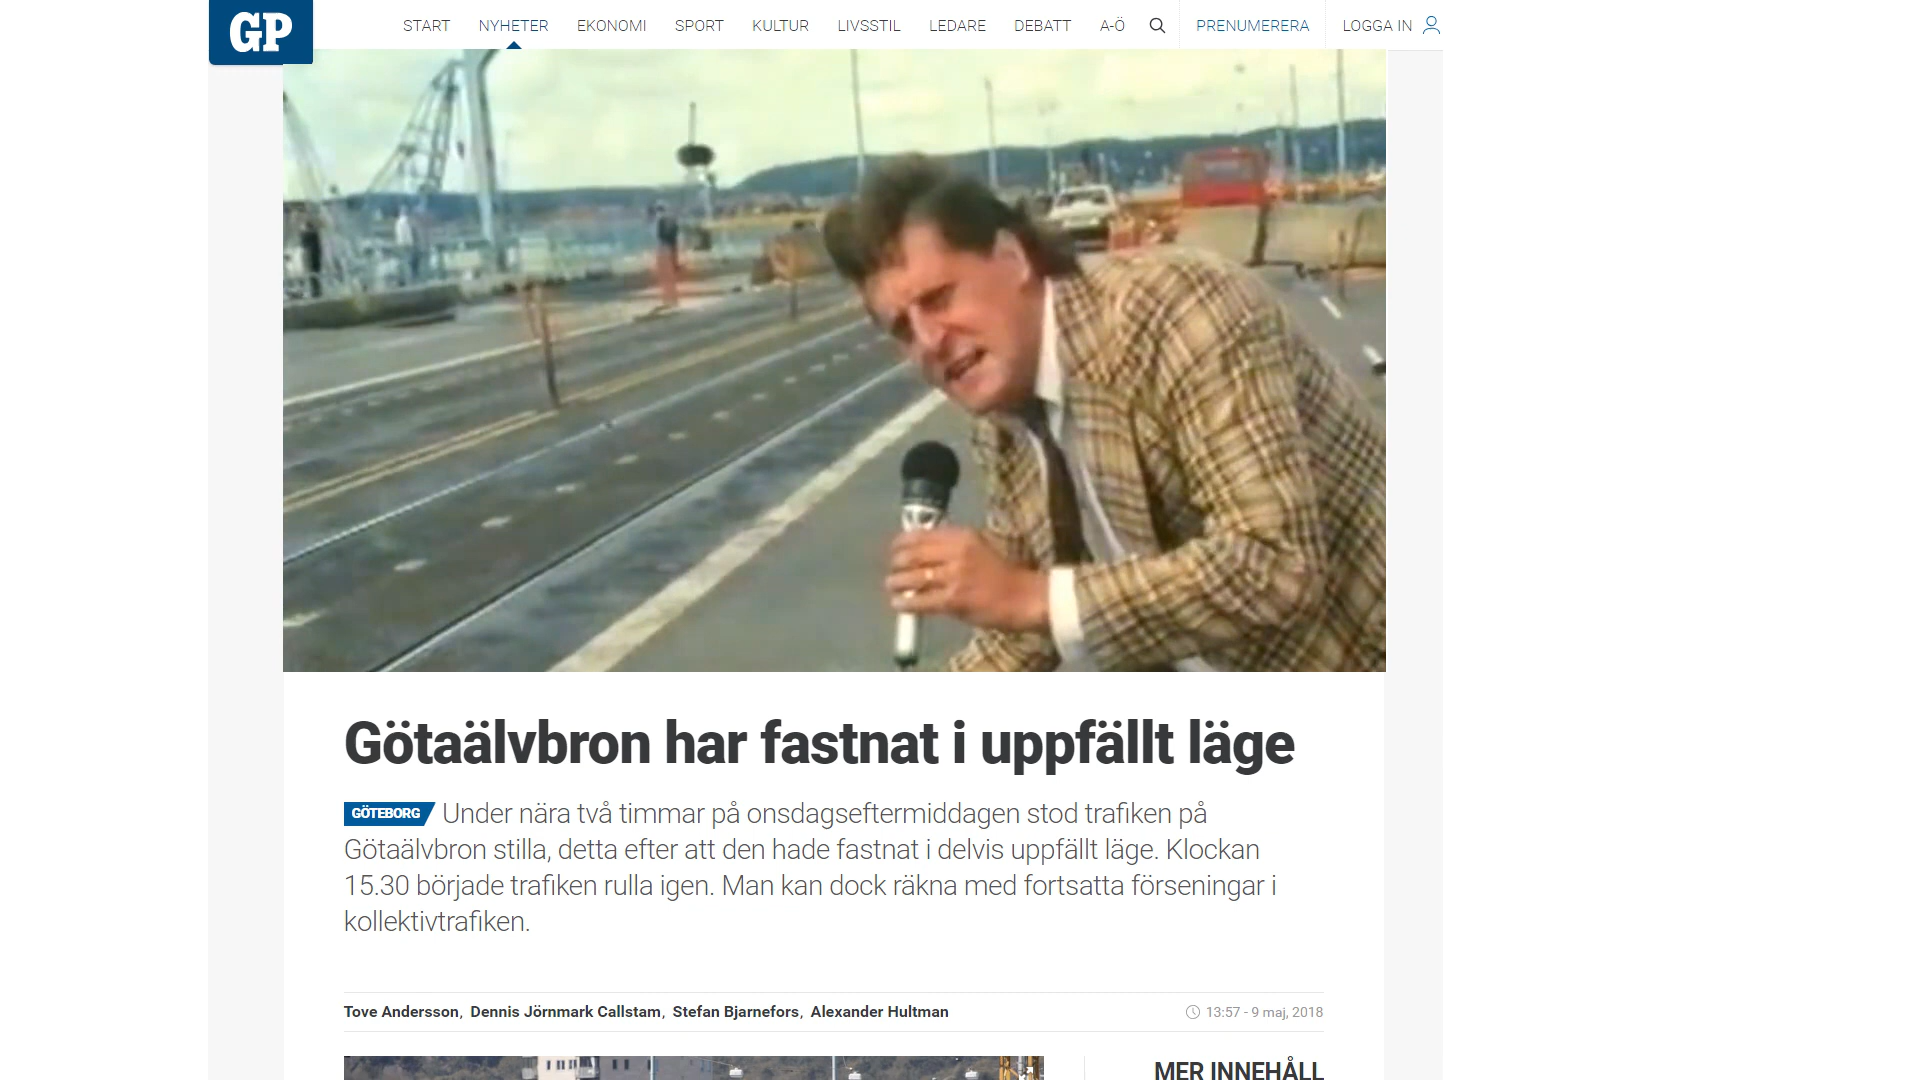 GP
START NYHETER EKONOMI SPORT KULTUR LIVSSTIL LEDARE DEBATT A-Ö PRENUMERERA LOGGA IN
Götaälvbron har fastnat i uppfällt läge
GÖTEBORG Under nära två timmar på onsdagseftermiddagen stod trafiken på
Götaälvbron stilla, detta efter att den hade fastnat i delvis uppfällt läge. Klockan
15.30 började trafiken rulla igen. Man kan dock räkna med fortsatta förseningar i
kollektivtrafiken.
Tove Andersson, Dennis Jörnmark Callstam, Stefan Bjarnefors, Alexander Hultman
13:57 - 9 maj, 2018
MER INNEHÅLL